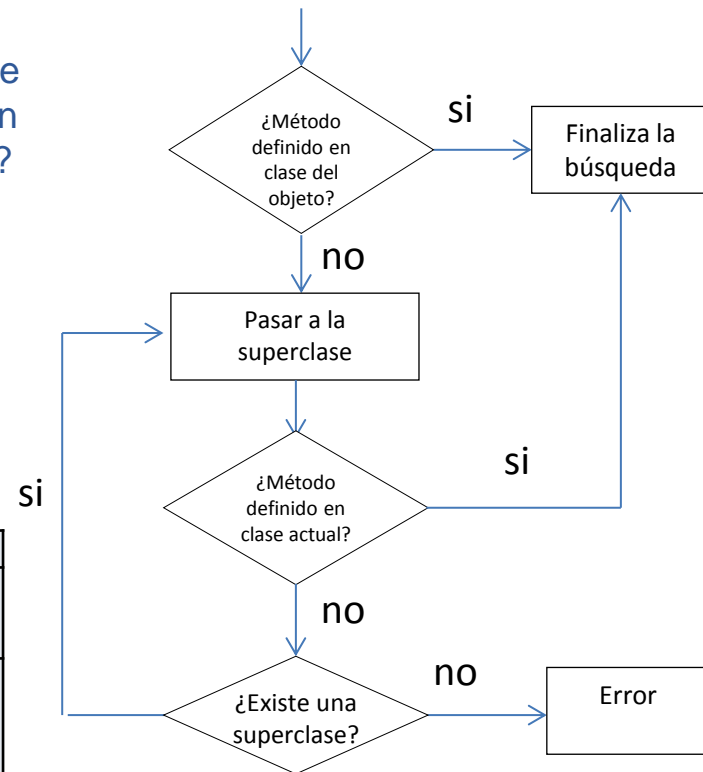 e
n
?
¿Método
definido en
clase del
objeto?
si
Finaliza la
búsqueda
no
Pasar a la
superclase
¿Método
definido en
clase actual?
si
si
no
¿Existe una
superclase?
no
Error